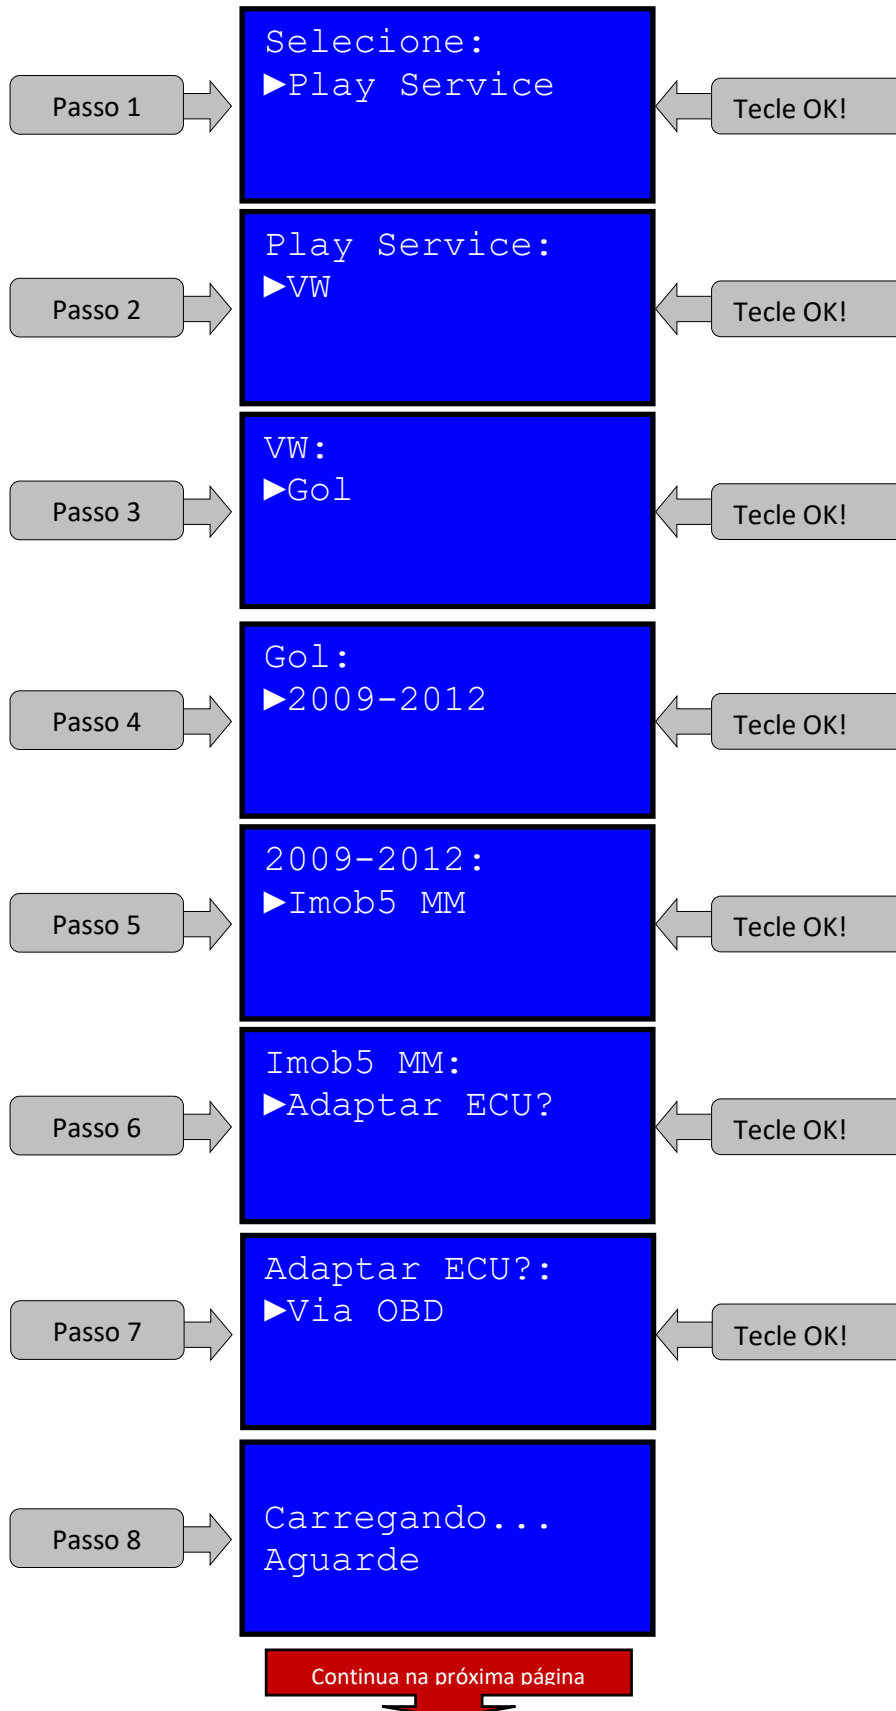 Selecione:
Passo 1
►Play Service
Tecle OK!
Play Service:
Passo 2
►VW
Tecle OK!
VW:
Passo 3
►Gol
Tecle OK!
Gol:
Passo 4
►2009-2012
Tecle OK!
2009-2012:
Passo 5
►Imob5 MM
Tecle OK!
Imob5 MM:
Passo 6
►Adaptar ECU?
Tecle OK!
Adaptar ECU?:
Passo 7
►Via OBD
Tecle OK!
Passo 8
Carregando...
Aguarde
Continua na próxima página